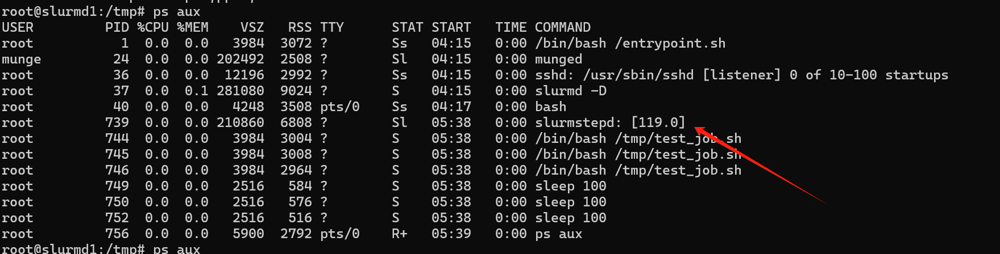 root@slurmd1:/tmp# ps aux
USER         PID %CPU %MEM    VSZ   RSS TTY      STAT START   TIME COMMAND
root           1  0.0  0.0   3984  3072 ?        Ss   04:15   0:00 /bin/bash /entrypoint.sh
munge         24  0.0  0.0 202492  2508 ?        Sl   04:15   0:00 munged
root          36  0.0  0.0  12196  2992 ?        Ss   04:15   0:00 sshd: /usr/sbin/sshd [listener] 0 of 10-100 startups
root          37  0.0  0.1 281080  9024 ?        S    04:15   0:00 slurmd -D
root          40  0.0  0.0   4248  3508 pts/0    Ss   04:17   0:00 bash
root         739  0.0  0.0 210860  6808 ?        Sl   05:38   0:00 slurmstepd: [119.0]
root         744  0.0  0.0   3984  3004 ?        S    05:38   0:00 /bin/bash /tmp/test_job.sh
root         745  0.0  0.0   3984  3008 ?        S    05:38   0:00 /bin/bash /tmp/test_job.sh
root         746  0.0  0.0   3984  2964 ?        S    05:38   0:00 /bin/bash /tmp/test_job.sh
root         749  0.0  0.0   2516   584 ?        S    05:38   0:00 sleep 100
root         750  0.0  0.0   2516   576 ?        S    05:38   0:00 sleep 100
root         752  0.0  0.0   2516   516 ?        S    05:38   0:00 sleep 100
root         756  0.0  0.0   5900  2792 pts/0    R+   05:39   0:00 ps aux
root@slurmd1:/tmp# ps aux